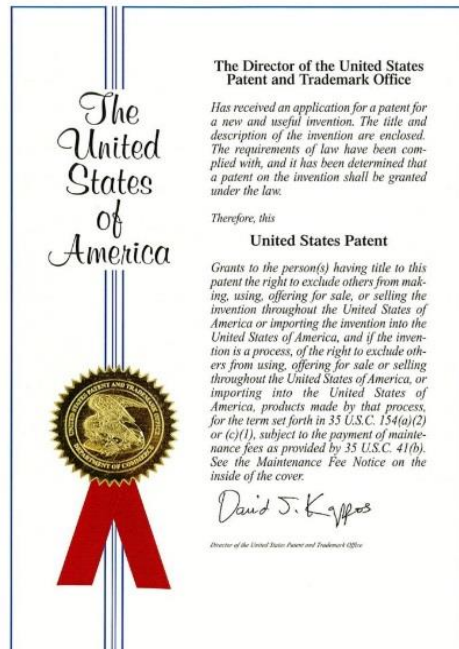 The
United
States
of
America
UNITED STATES PATENT AND TRADEMARK OFFICE
DEPARTMENT OF COMMERCE
The Director of the United States
Patent and Trademark Office
Has received an application for a patent for
a new and useful invention. The title and
description of the invention are enclosed.
The requirements of law have been com-
plied with, and it has been determined that
a patent on the invention shall be granted
under the law.
Therefore, this
United States Patent
Grants to the person(s) having title to this
patent the right to exclude others from mak-
ing, using, offering for sale, or selling the
invention throughout the United States of
America or importing the invention into the
United States of America, and if the inven-
tion is a process, of the right to exclude oth-
ers from using, offering for sale or selling
throughout the United States of America, or
importing into the United States of
America, products made by that process,
for the term set forth in 35 U.S.C. 154(a)(2)
or (c)(1), subject to the payment of mainte-
nance fees as provided by 35 U.S.C. 41(b).
See the Maintenance Fee Notice on the
inside of the cover.
David J. Kappos
Director of the United States Patent and Trademark Office